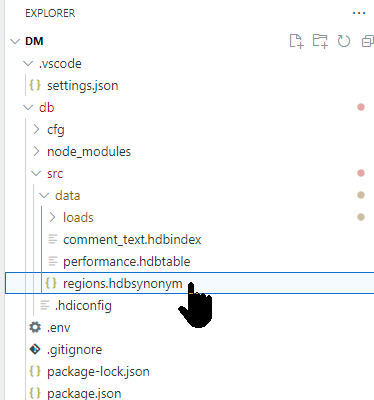 EXPLORER
DM
.vscode
settings.json
db
cfg
node_modules
src
data
loads
comment_text.hdbindex
performance.hdbtable
regions.hdbsynonym
.hdiconfig
.env
.gitignore
package-lock.json
package.json